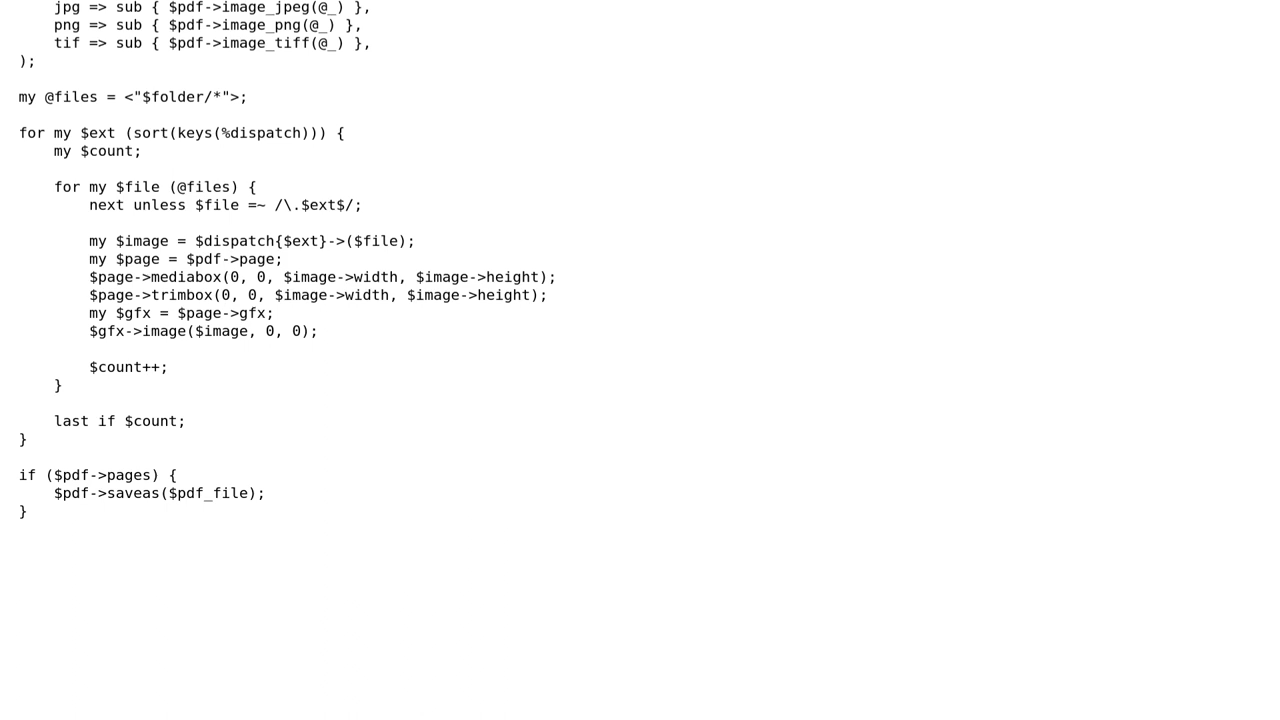 jpg => sub { $pdf->image_jpeg(@_) },
    png => sub { $pdf->image_png(@_) },
    tif => sub { $pdf->image_tiff(@_) },
);

my @files = <"$folder/*">;

for my $ext (sort(keys(%dispatch))) {
    my $count;

    for my $file (@files) {
        next unless $file =~ /\.$ext$/;

        my $image = $dispatch{$ext}->($file);
        my $page = $pdf->page;
        $page->mediabox(0, 0, $image->width, $image->height);
        $page->trimbox(0, 0, $image->width, $image->height);
        my $gfx = $page->gfx;
        $gfx->image($image, 0, 0);

        $count++;
    }

    last if $count;
}

if ($pdf->pages) {
    $pdf->saveas($pdf_file);
}